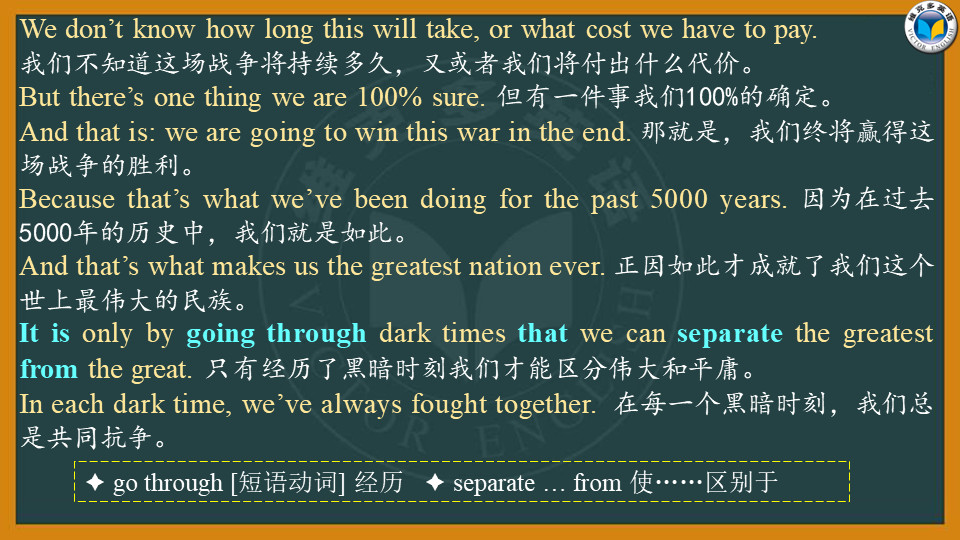 We don't know how long this will take, or what cost we have to pay.
我们不知道这场战争将持续多久，又或者我们将付出什么代价。
But there's one thing we are 100% sure. 但有一件事我们100%的确定。
And that is: we are going to win this war in the end. 那就是，我们终将赢得这
场战争的胜利。
Because that's what we've been doing for the past 5000 years. 因为在过去
5000年的历史中，我们就是如此。
And that's what makes us the greatest nation ever. 正因如此才成就了我们这个
世上最伟大的民族。
It is only by going through dark times that we can separate the greatest
from the great. 只有经历了黑暗时刻我们才能区分伟大和平庸。
In each dark time, we've always fought together. 在每一个黑暗时刻，我们总
是共同抗争。
✦ go through [短语动词] 经历 ✦ separate … from 使……区别于
维克多英语
VICTOR ENGLISH